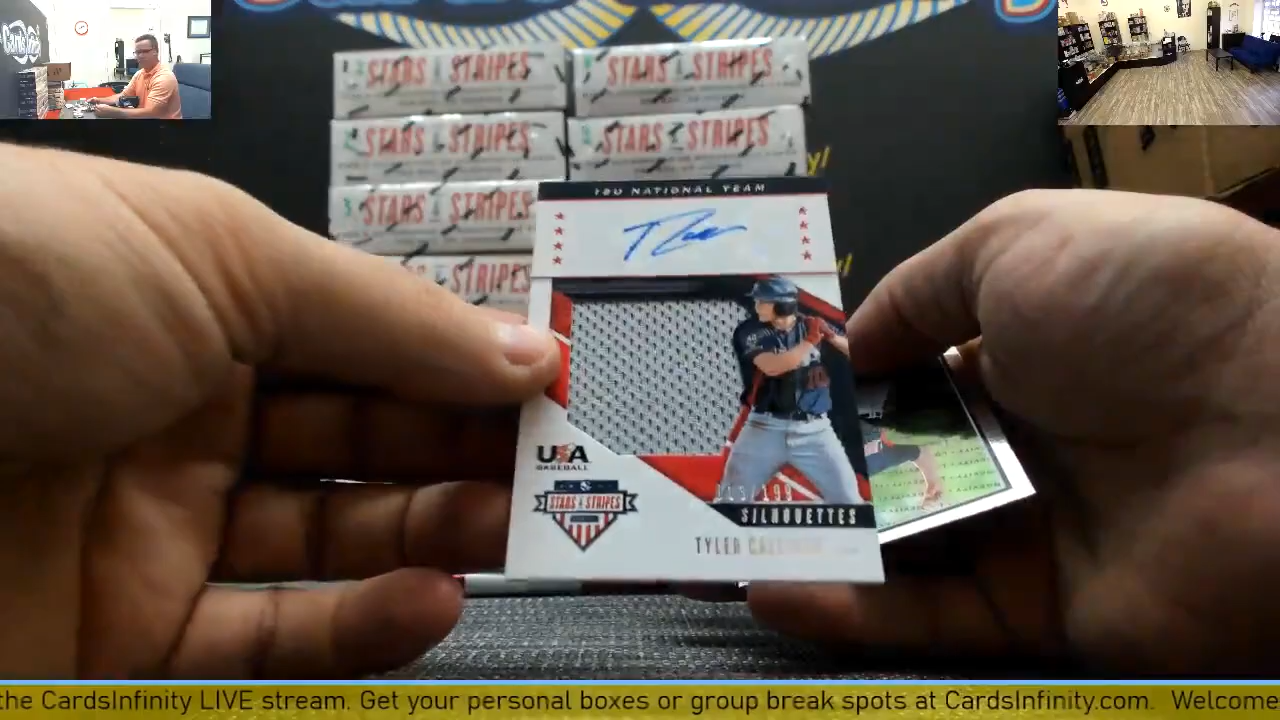 STARS & STRIPES
STARS & STRIPES
STARS & STRIPES
STARS & STRIPES
STARS & STRIPES
STARS & STRIPES
18U NATIONAL TEAM
USA
BASEBALL
STARS & STRIPES
SILHOUETTES
TYLER
the CardsInfinity LIVE stream. Get your personal boxes or group break spots at CardsInfinity.com. Welcome